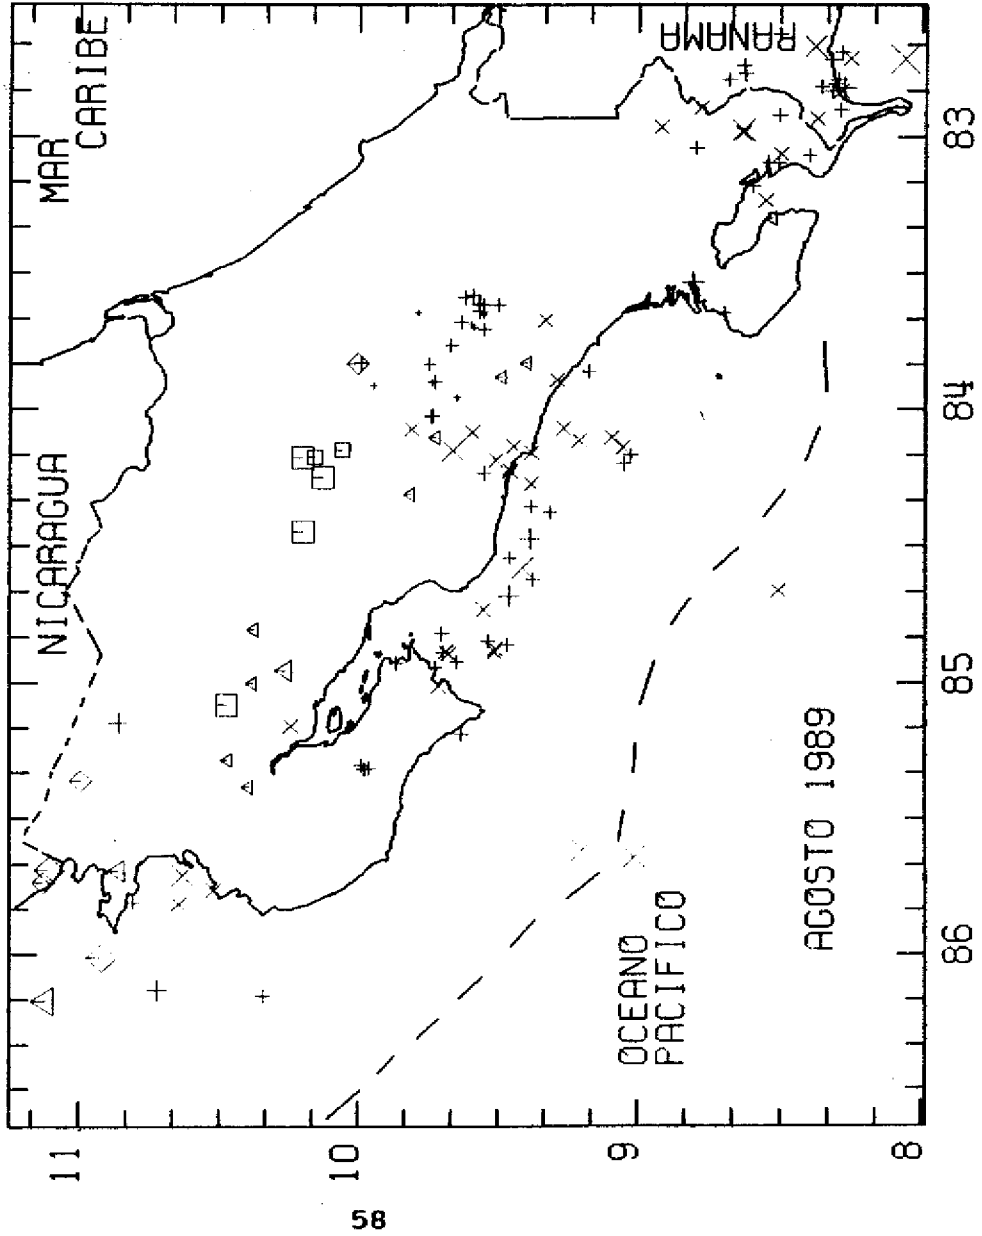 NICARAGUA
MAR
CARIBE
PANAMA
OCEANO
PACIFICO
AGOSTO 1989
11
10
9
8
86
85
84
83
58